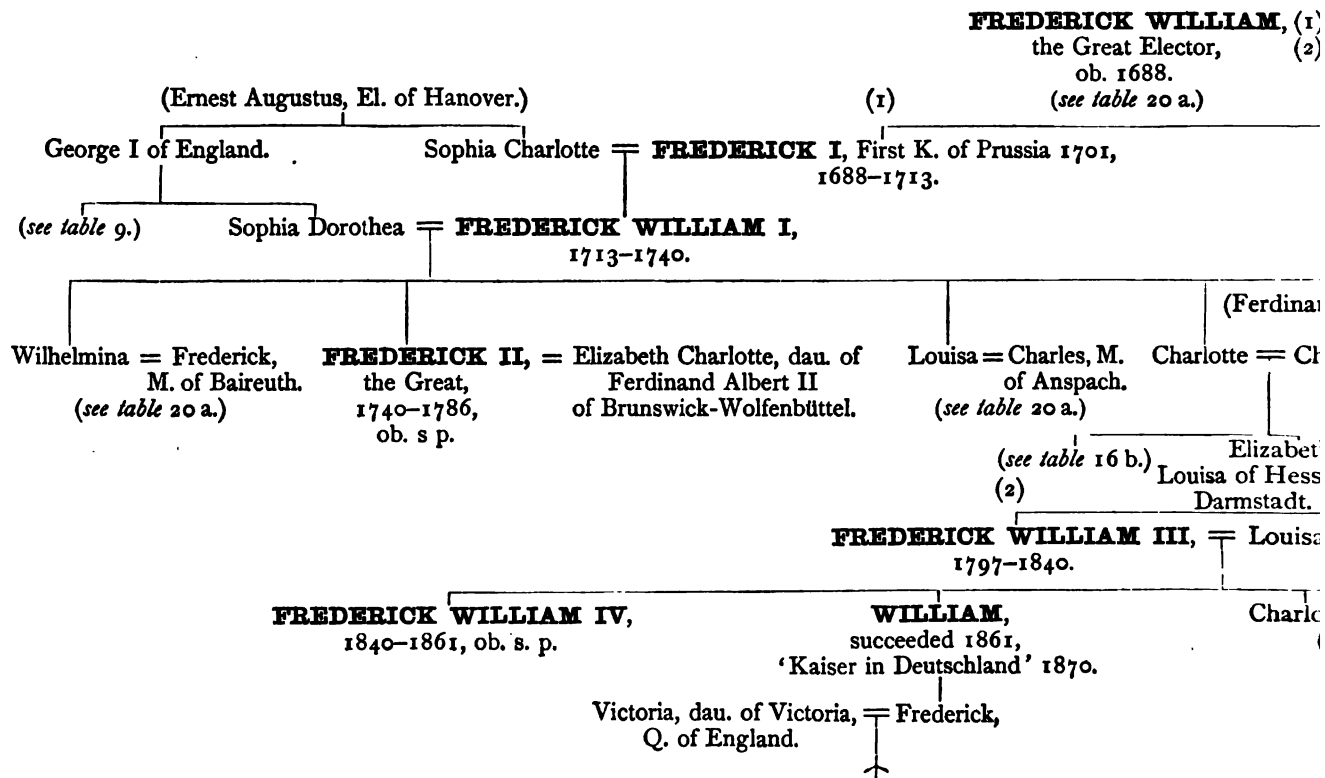 FREDERICK WILLIAM, (1)
the Great Elector, (2)
ob. 1688.
(see table 20 a.)
(Ernest Augustus, El. of Hanover.)
(1)
George I of England.
Sophia Charlotte = FREDERICK I, First K. of Prussia 1701,
1688–1713.
(see table 9.)
Sophia Dorothea = FREDERICK WILLIAM I,
1713–1740.
(Ferdinan
Wilhelmina = Frederick,
M. of Baireuth.
(see table 20 a.)
FREDERICK II, = Elizabeth Charlotte, dau. of
the Great, Ferdinand Albert II
1740–1786, of Brunswick-Wolfenbüttel.
ob. s p.
Louisa = Charles, M.
of Anspach.
(see table 20 a.)
Charlotte = Ch
(see table 16 b.)
Elizabet
Louisa of Hess
Darmstadt.
(2)
FREDERICK WILLIAM III, = Louisa
1797–1840.
FREDERICK WILLIAM IV,
1840–1861, ob. s. p.
WILLIAM,
succeeded 1861,
‘Kaiser in Deutschland’ 1870.
Charlo
(
Victoria, dau. of Victoria, = Frederick,
Q. of England.